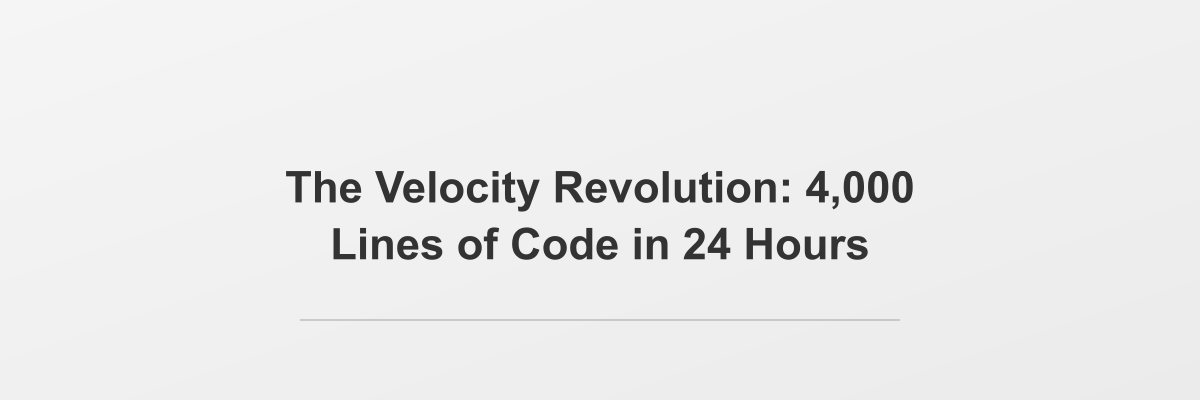 The Velocity Revolution: 4,000
Lines of Code in 24 Hours